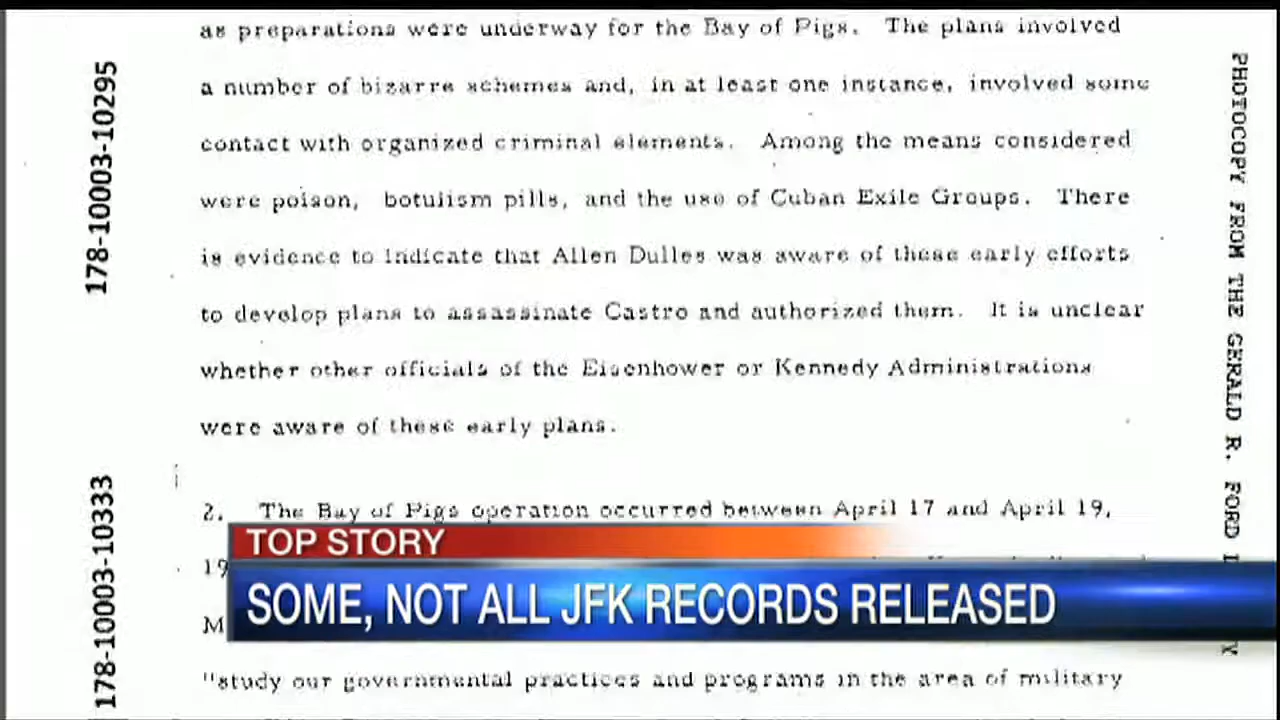 as preparations were underway for the Bay of Pigs. The plans involved
a number of bizarre schemes and, in at least one instance, involved some
contact with organized criminal elements. Among the means considered
were poison, botulism pills, and the use of Cuban Exile Groups. There
is evidence to indicate that Allen Dulles was aware of these early efforts
to develop plans to assassinate Castro and authorized them. It is unclear
whether other officials of the Eisenhower or Kennedy Administrations
were aware of these early plans.
2. The Bay of Pigs operation occurred between April 17 and April 19,
19
M
"study our governmental practices and programs in the area of military
178-10003-10295
178-10003-10333
PHOTOCOPY FROM THE GERALD R. FORD
TOP STORY
SOME, NOT ALL JFK RECORDS RELEASED